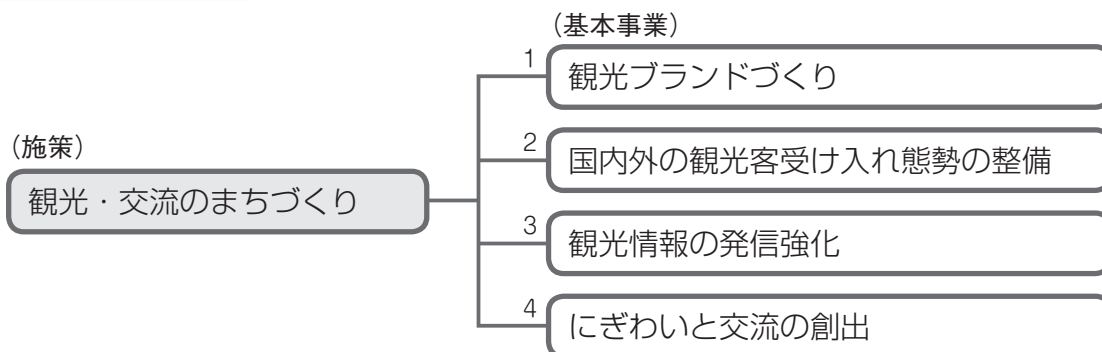 （施策）
観光・交流のまちづくり
（基本事業）
1 観光ブランドづくり
2 国内外の観光客受け入れ態勢の整備
3 観光情報の発信強化
4 にぎわいと交流の創出